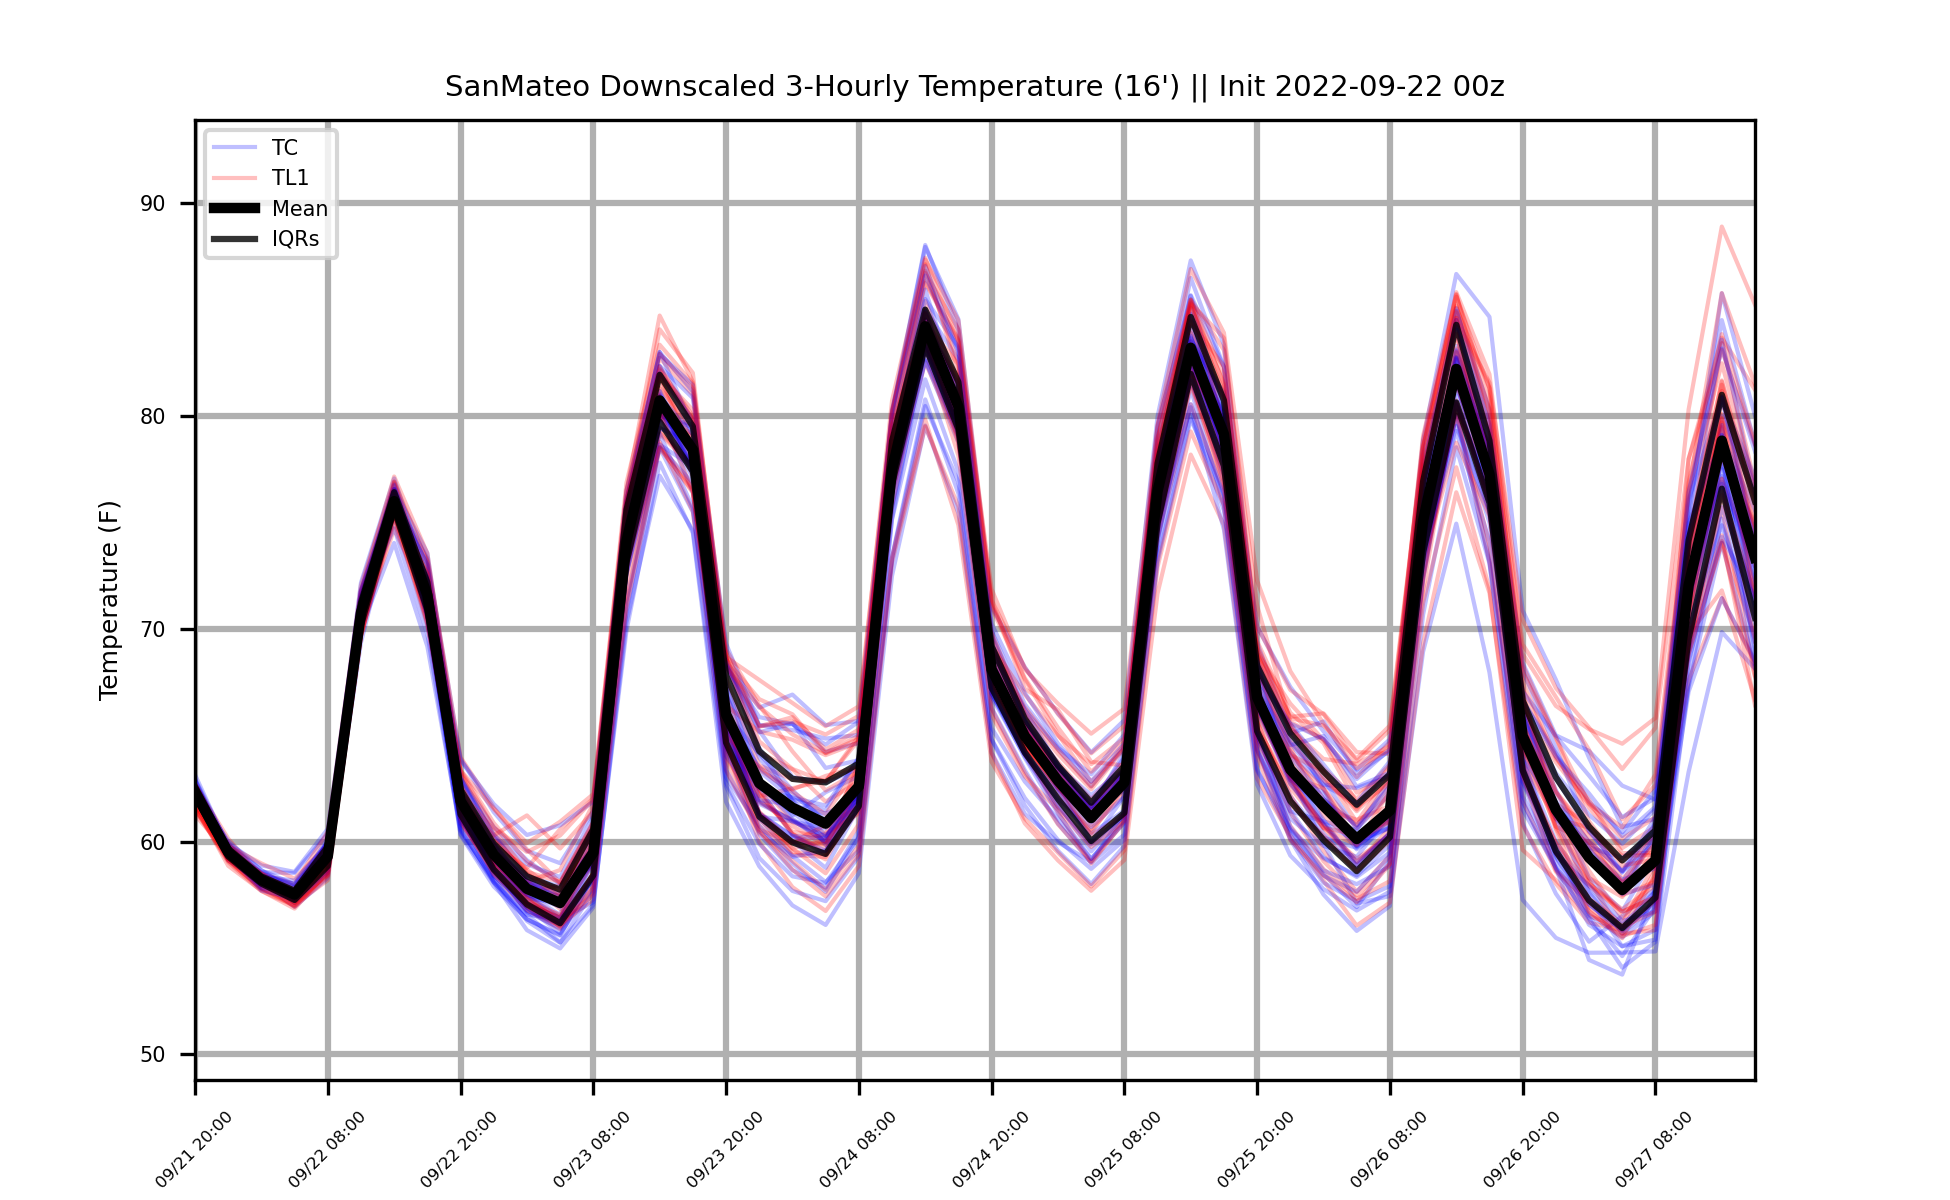 SanMateo Downscaled 3-Hourly Temperature (16') || Init 2022-09-22 00z
TC
TL1
Mean
IQRs
Temperature (F)
90
80
70
60
50
09/21 20:00
09/22 08:00
09/22 20:00
09/23 08:00
09/23 20:00
09/24 08:00
09/24 20:00
09/25 08:00
09/25 20:00
09/26 08:00
09/26 20:00
09/27 08:00